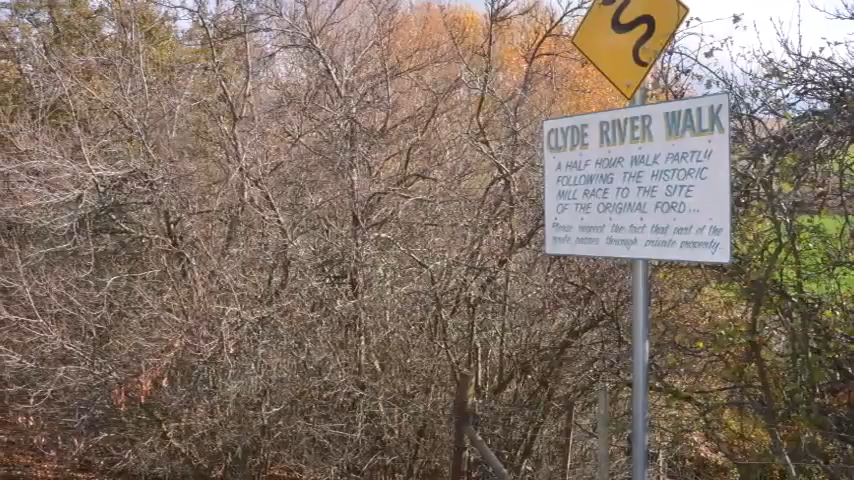 CLYDE RIVER WALK
A HALF HOUR WALK PARTLY
FOLLOWING THE HISTORIC
MILL RACE TO THE SITE
OF THE ORIGINAL FORD...
Please respect the fact that part of the
route passes through private property.